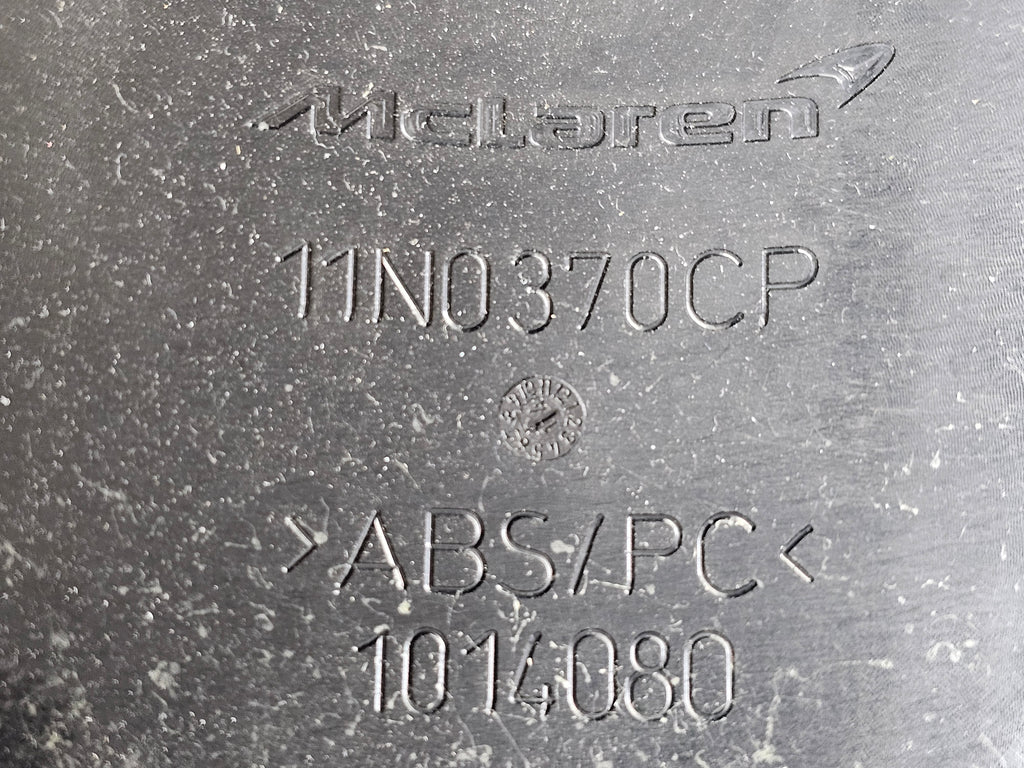 McLaren
11N0370CP
>ABS/PC<
1014080